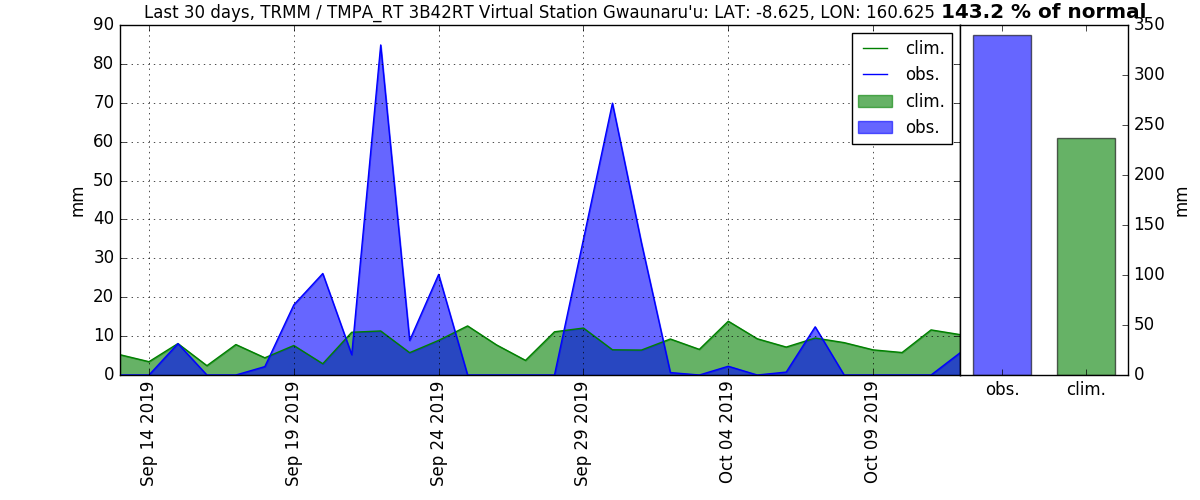 Last 30 days, TRMM / TMPA_RT 3B42RT Virtual Station Gwaunaru'u: LAT: -8.625, LON: 160.625 143.2 % of normal
90
80
70
60
50
40
30
20
10
0
mm
clim.
obs.
clim.
obs.
Sep 14 2019
Sep 19 2019
Sep 24 2019
Sep 29 2019
Oct 04 2019
Oct 09 2019
350
300
250
200
150
100
50
0
mm
obs.
clim.